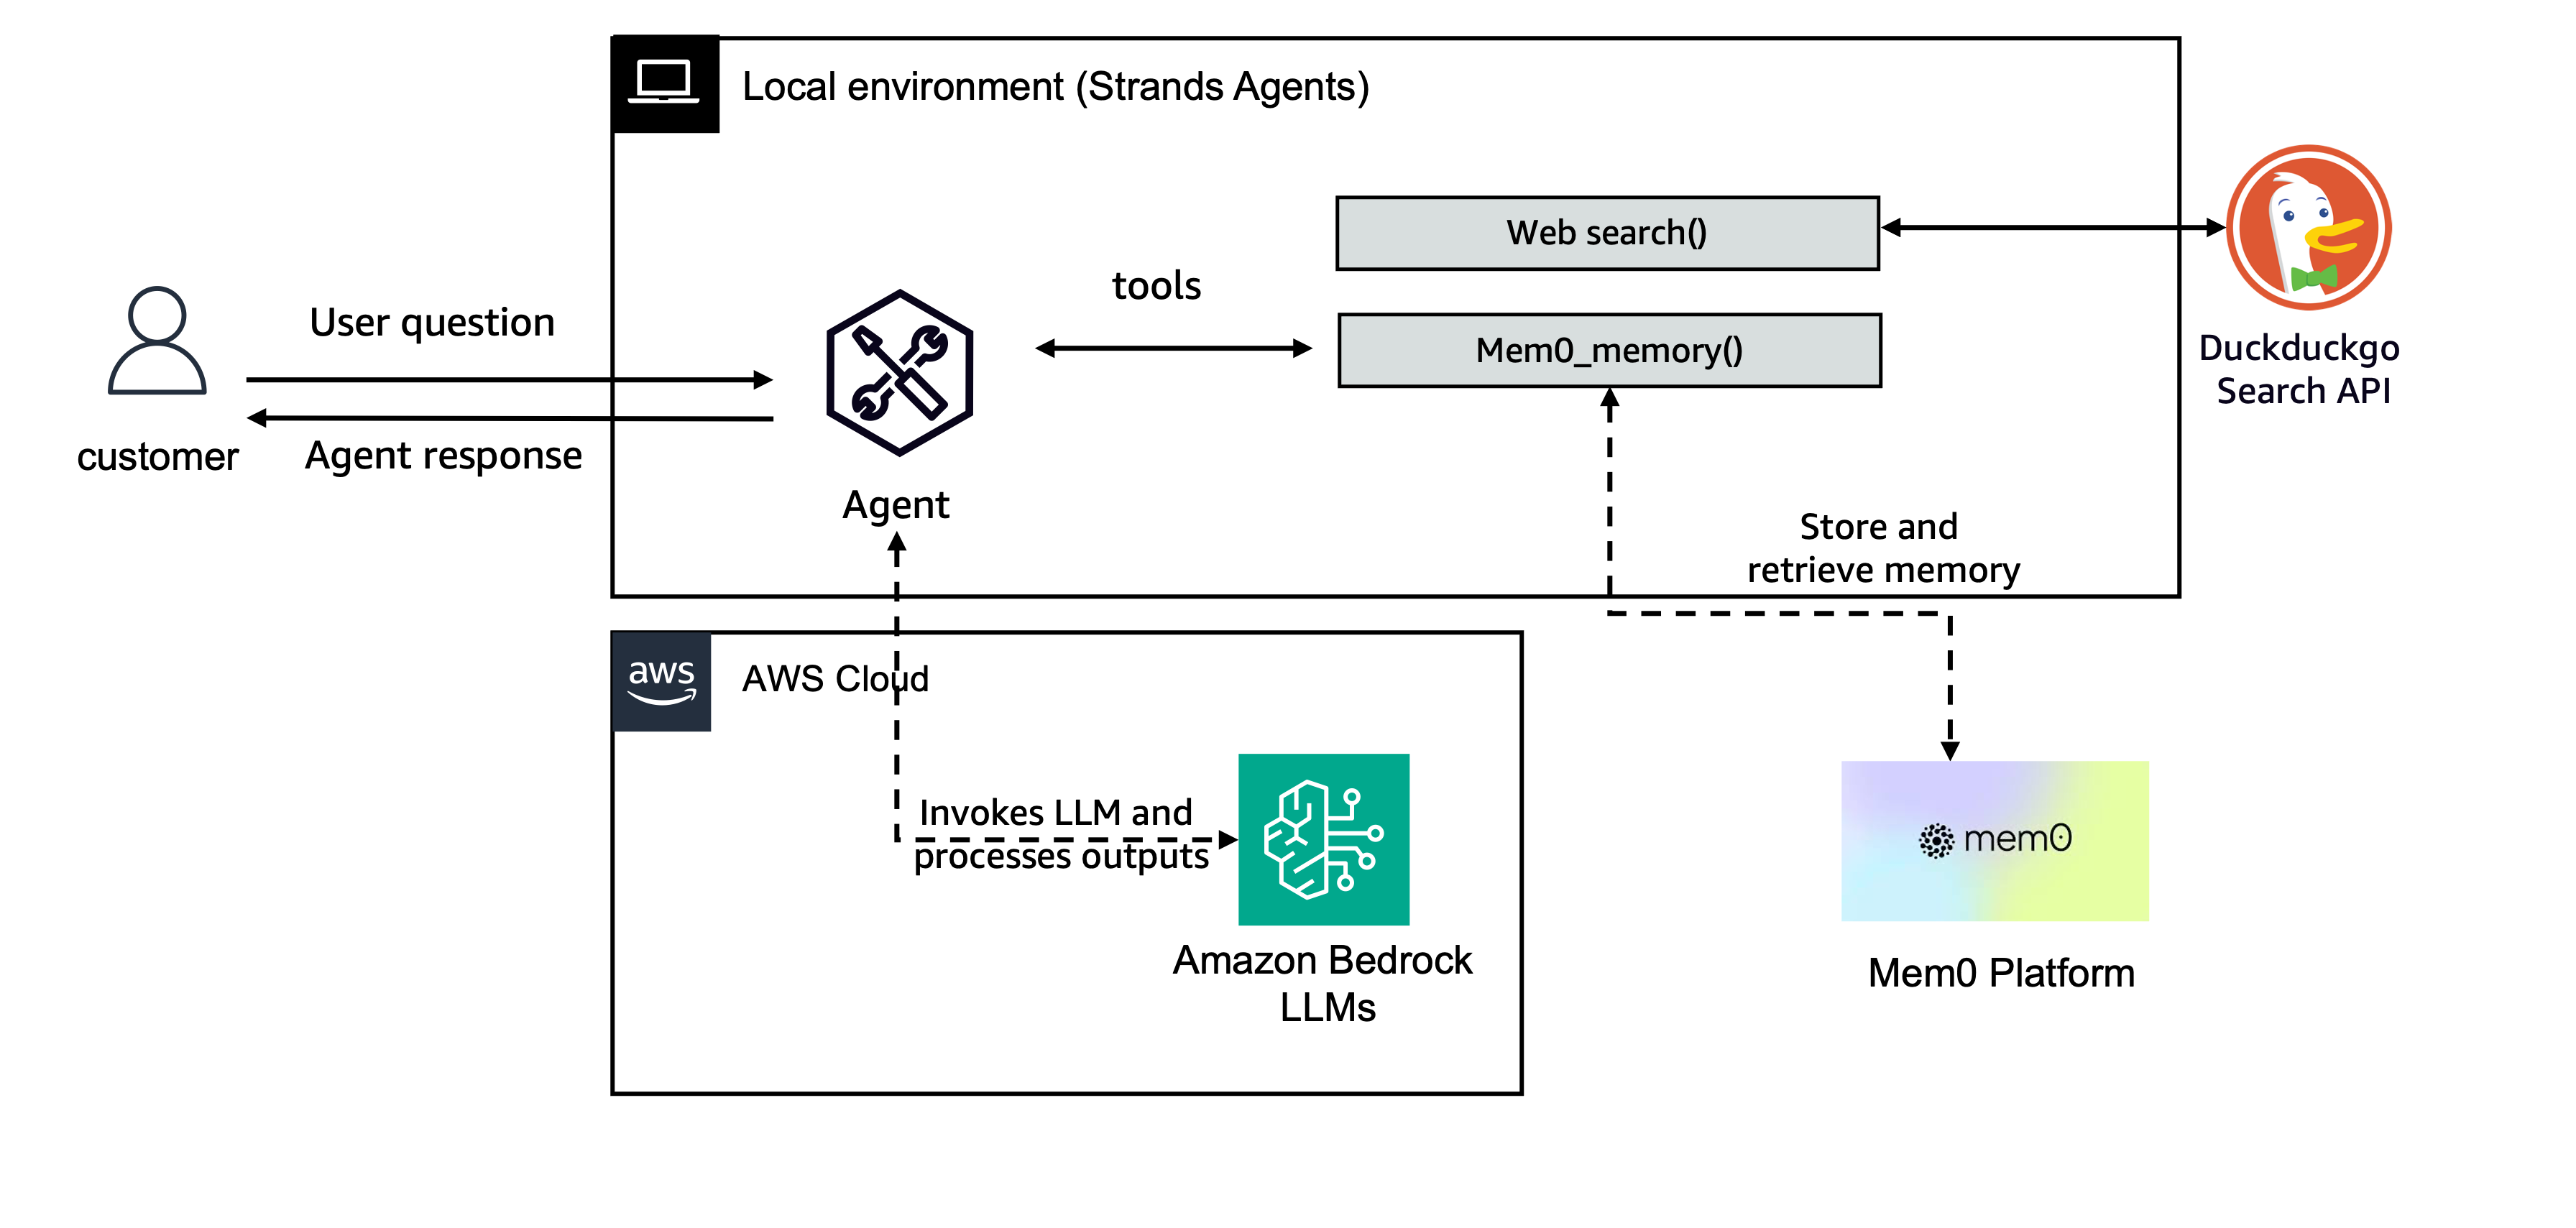 Local environment (Strands Agents)
Web search()
tools
Mem0_memory()
User question
Agent response
customer
Agent
Duckduckgo
Search API
Store and
retrieve memory
aws
AWS Cloud
Invokes LLM and
processes outputs
Amazon Bedrock
LLMs
mem0
Mem0 Platform